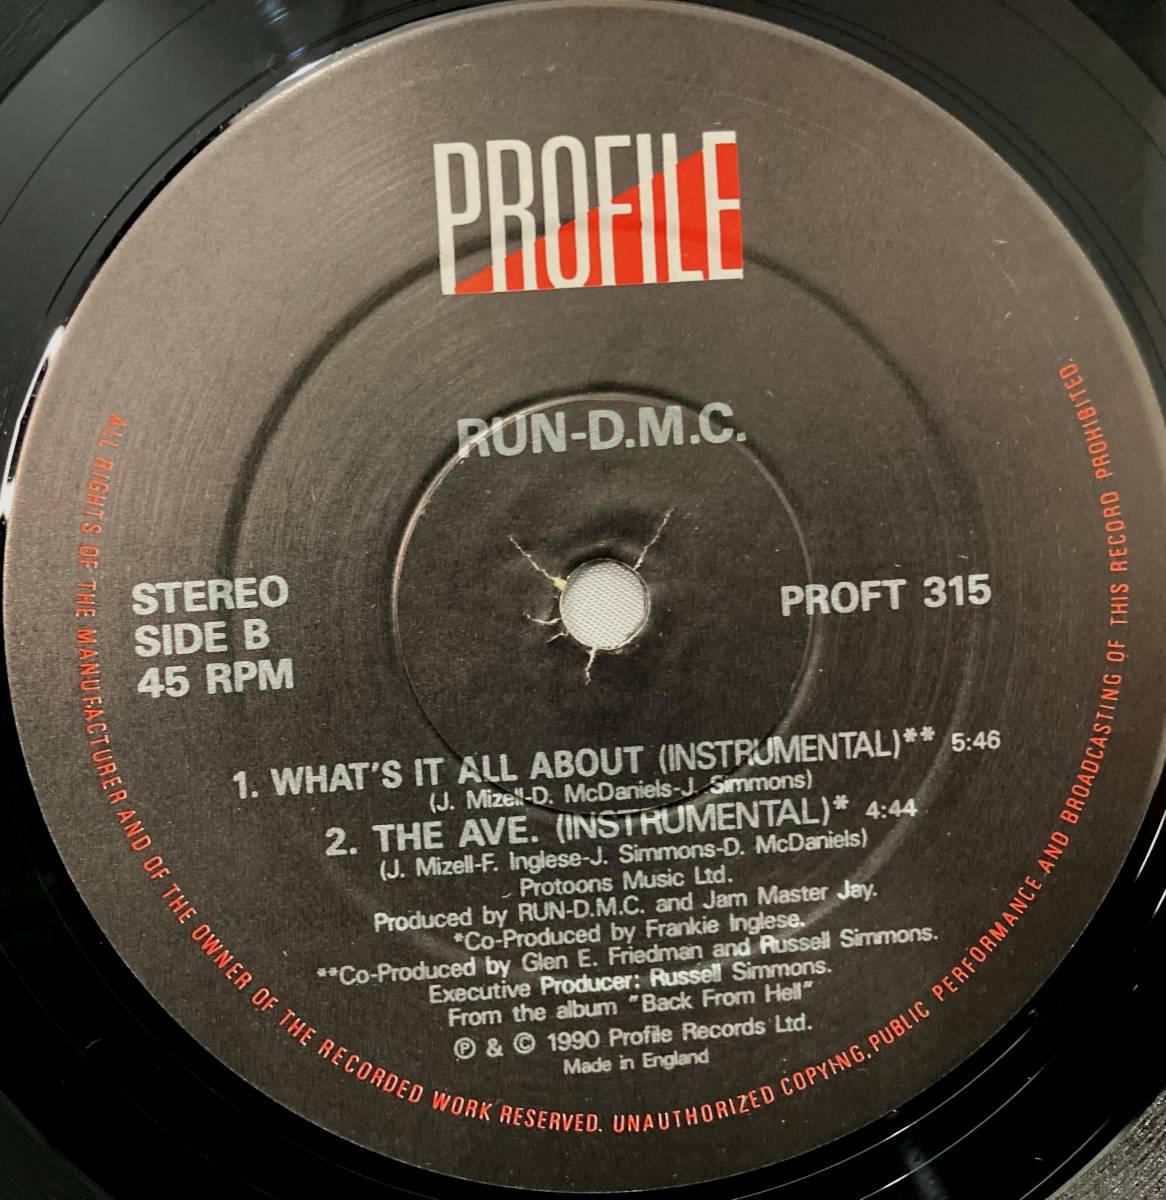 PROFILE
RUN-D.M.C.
STEREO
SIDE B
45 RPM
PROFT 315
1. WHAT'S IT ALL ABOUT (INSTRUMENTAL)** 5:46
(J. Mizell-D. McDaniels-J. Simmons)
2. THE AVE. (INSTRUMENTAL)* 4:44
(J. Mizell-F. Inglese-J. Simmons-D. McDaniels)
Protoons Music Ltd.
Produced by RUN-D.M.C. and Jam Master Jay.
*Co-Produced by Frankie Inglese.
**Co-Produced by Glen E. Friedman and Russell Simmons.
Executive Producer: Russell Simmons.
From the album "Back From Hell"
℗ & © 1990 Profile Records Ltd.
Made in England
ALL RIGHTS OF THE MANUFACTURER AND OF THE OWNER OF THE RECORDED WORK RESERVED. UNAUTHORIZED COPYING, PUBLIC PERFORMANCE AND BROADCASTING OF THIS RECORD PROHIBITED.